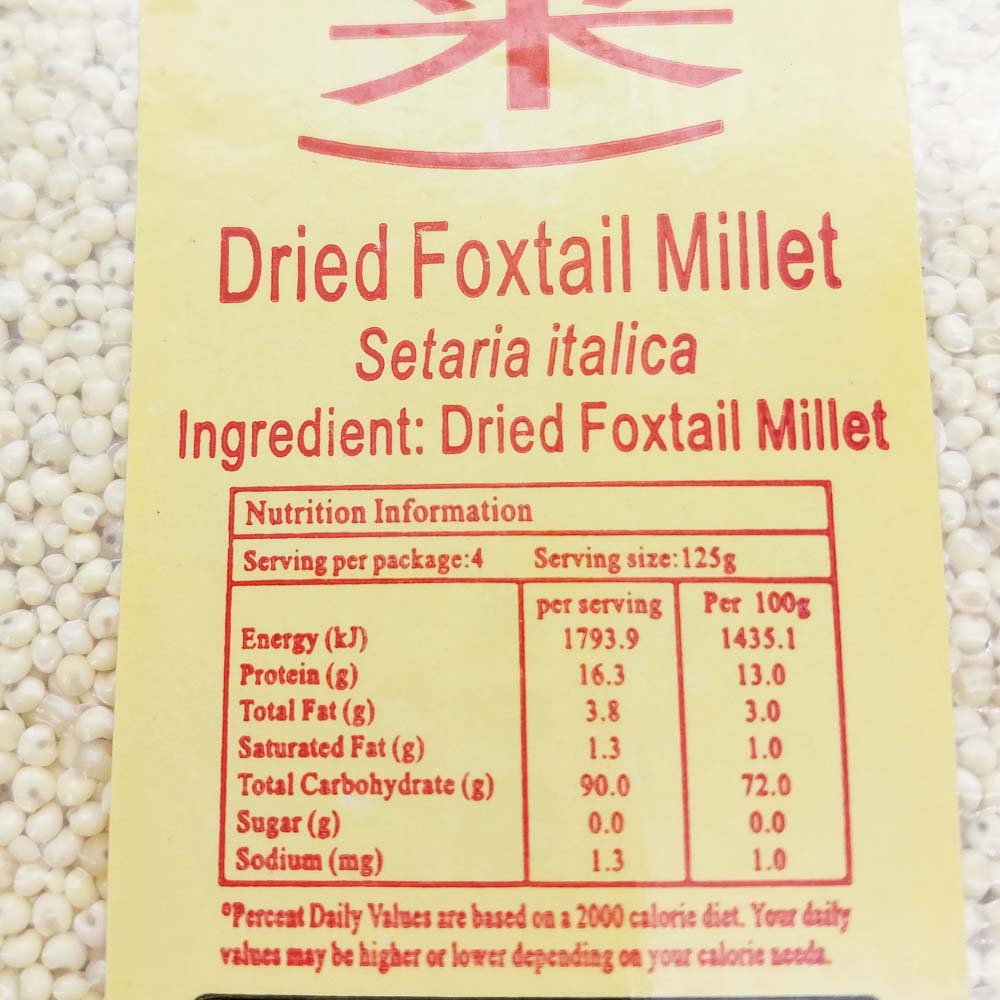 Dried Foxtail Millet
Setaria italica
Ingredient: Dried Foxtail Millet
Nutrition Information
Serving per package:4 Serving size:125g
per serving Per 100g
Energy (kJ) 1793.9 1435.1
Protein (g) 16.3 13.0
Total Fat (g) 3.8 3.0
Saturated Fat (g) 1.3 1.0
Total Carbohydrate (g) 90.0 72.0
Sugar (g) 0.0 0.0
Sodium (mg) 1.3 1.0
*Percent Daily Values are based on a 2000 calorie diet. Your daily
values may be higher or lower depending on your calorie needs.